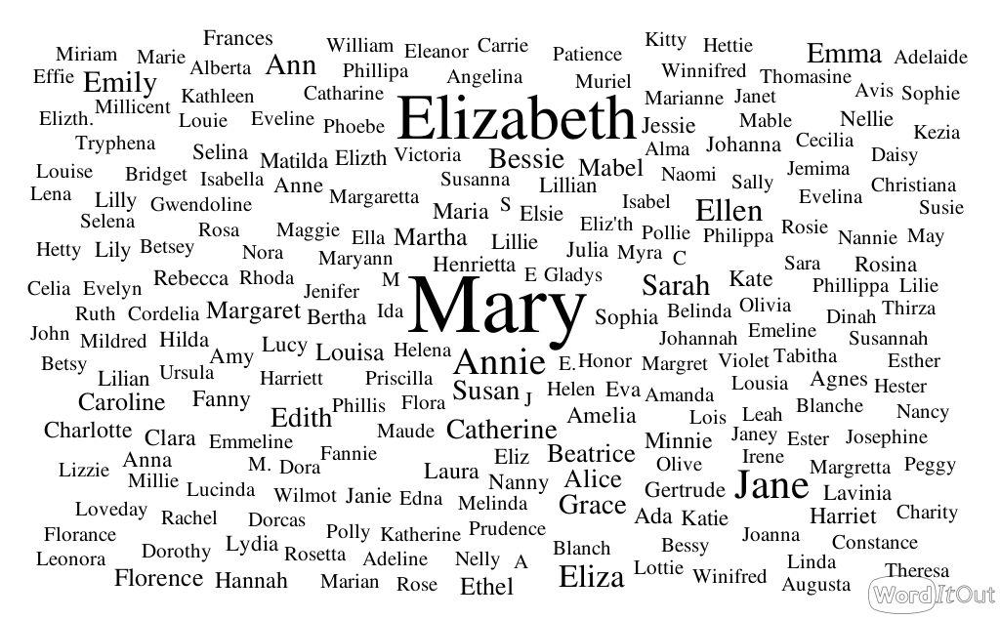 Frances
Miriam Marie William Eleanor Carrie Patience Kitty Hettie Emma Adelaide
Effie Emily Alberta Ann Phillipa Angelina Muriel Winnifred Thomasine
Millicent Kathleen Catharine Elizabeth Marianne Janet Avis Sophie
Elizth. Louie Eveline Phoebe Jessie Mable Nellie Kezia
Tryphena Selina Matilda Elizth Victoria Bessie Mabel Alma Johanna Cecilia Daisy
Louise Bridget Isabella Anne Susanna Lillian Naomi Sally Jemima Christiana
Lena Lilly Gwendoline Margaretta Maria S Elsie Isabel Ellen Evelina Susie
Selena Rosa Maggie Ella Martha Lillie Eliz'th Pollie Philippa Rosie Nannie May
Hetty Lily Betsey Nora Maryann Henrietta Julia Myra C Sara Rosina
Celia Evelyn Rebecca Rhoda Jenifer M Mary E Gladys Sarah Kate Phillippa Lilie
Ruth Cordelia Margaret Bertha Ida Sophia Belinda Olivia Dinah Thirza
John Mildred Hilda Lucy Louisa Helena Johannah Emeline Susannah
Betsy Amy Annie E. Honor Margret Violet Tabitha Esther
Lilian Ursula Harriett Priscilla Susan J Helen Eva Amanda Lousia Agnes Hester
Caroline Fanny Phillis Flora Amelia Lois Leah Blanche Nancy
Charlotte Clara Emmeline Edith Maude Catherine Minnie Janey Ester Josephine
Lizzie Anna M. Dora Fannie Laura Eliz Beatrice Olive Irene Margretta Peggy
Millie Lucinda Wilmot Janie Edna Nanny Alice Gertrude Jane Lavinia
Loveday Rachel Dorcas Melinda Grace Ada Katie Harriet Charity
Florance Dorothy Lydia Polly Katherine Prudence Blanch Bessy Joanna Constance
Leonora Rosetta Adeline Nelly A Eliza Lottie Winifred Linda Theresa
Florence Hannah Marian Rose Ethel Augusta
WordItOut